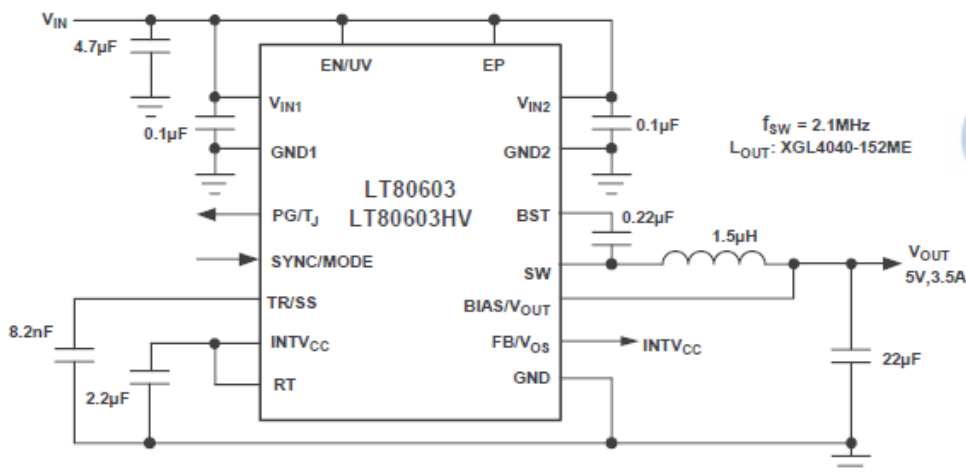 VIN
4.7µF
EN/UV
EP
VIN1
VIN2
0.1µF
0.1µF
fSW = 2.1MHz
LOUT: XGL4040-152ME
GND1
GND2
LT80603
LT80603HV
PG/TJ
BST
0.22µF
1.5µH
SYNC/MODE
SW
VOUT
5V,3.5A
TR/SS
BIAS/VOUT
8.2nF
INTVCC
FB/VOS
INTVCC
2.2µF
RT
GND
22µF